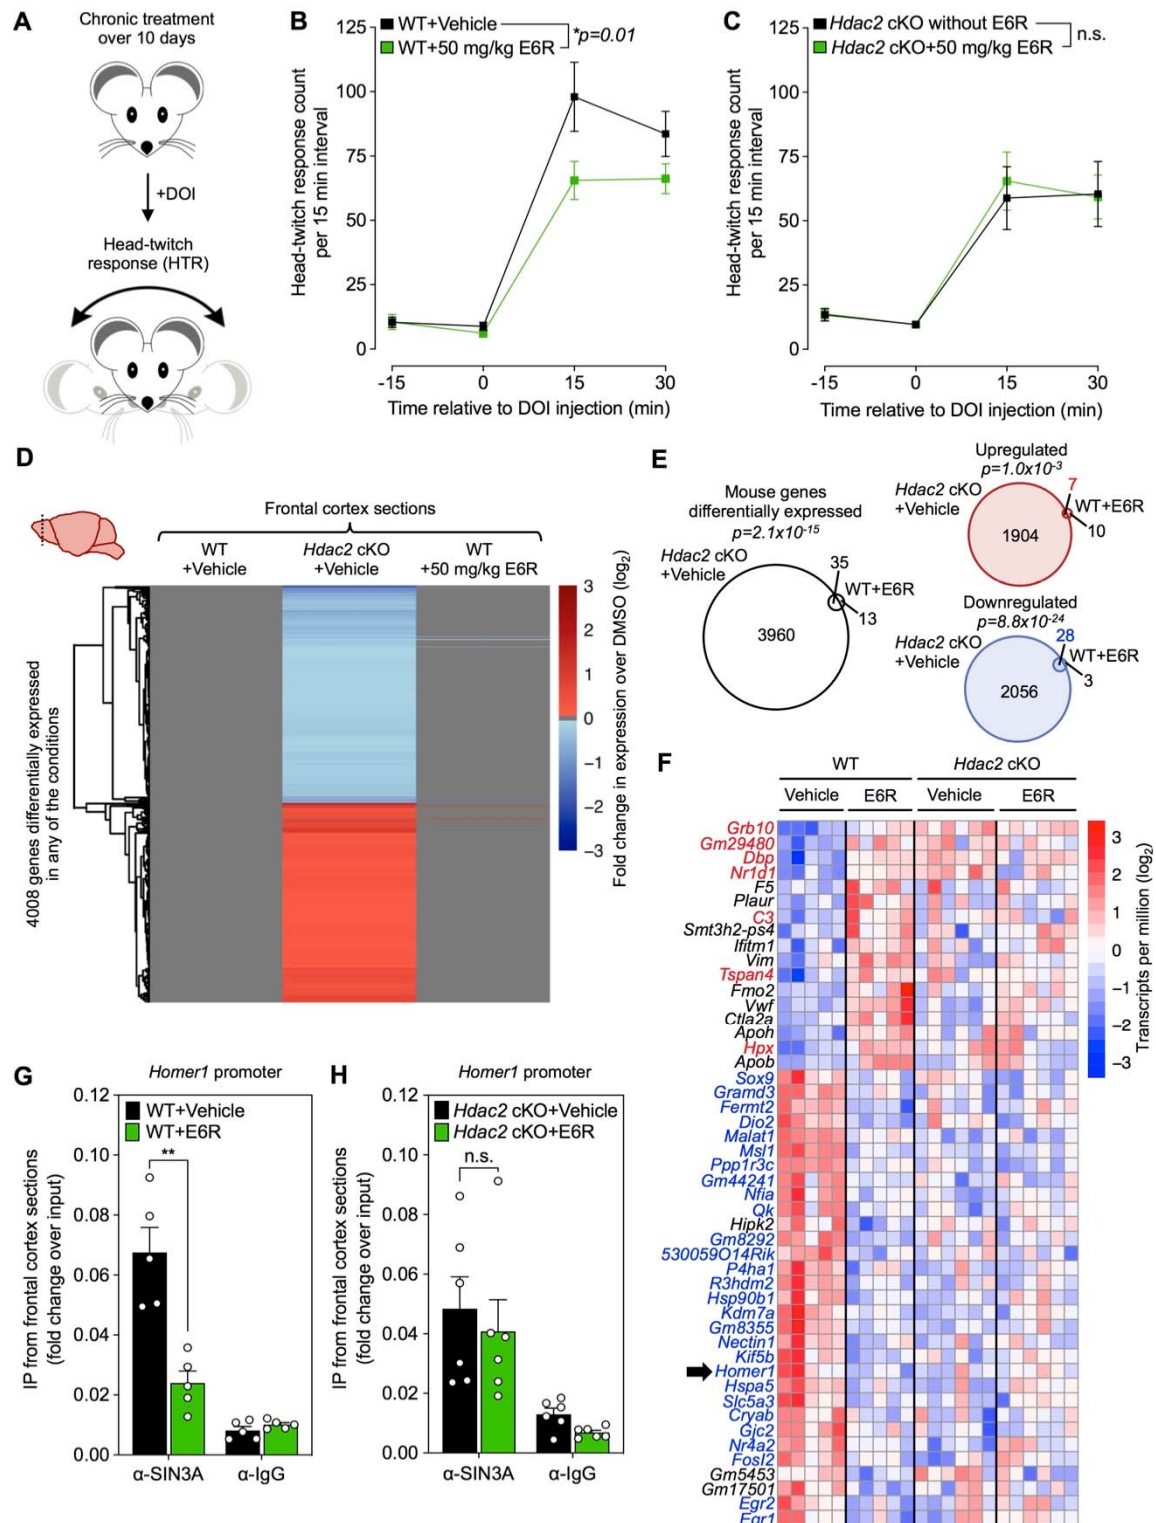 A
Chronic treatment
over 10 days
+DOI
Head-twitch
response (HTR)
B
WT+Vehicle
WT+50 mg/kg E6R
*p=0.01
Head-twitch response count
per 15 min interval
125
100
75
50
25
0
-15
0
15
30
Time relative to DOI injection (min)
C
Hdac2 cKO without E6R
Hdac2 cKO+50 mg/kg E6R
n.s.
Head-twitch response count
per 15 min interval
125
100
75
50
25
0
-15
0
15
30
Time relative to DOI injection (min)
D
Frontal cortex sections
WT
+Vehicle
Hdac2 cKO
+Vehicle
WT
+50 mg/kg E6R
4008 genes differentially expressed
in any of the conditions
3
2
1
0
−1
−2
−3
Fold change in expression over DMSO (log2)
E
Mouse genes
differentially expressed
p=2.1x10-15
Hdac2 cKO
+Vehicle
35
WT+E6R
13
3960
Upregulated
p=1.0x10-3
Hdac2 cKO
+Vehicle
7
WT+E6R
10
1904
Downregulated
p=8.8x10-24
Hdac2 cKO
+Vehicle
28
WT+E6R
3
2056
F
WT
Hdac2 cKO
Vehicle
E6R
Vehicle
E6R
Grb10
Gm29480
Dbp
Nr1d1
F5
Plaur
C3
Smt3h2-ps4
Ifitm1
Vim
Tspan4
Fmo2
Vwf
Ctla2a
Apoh
Hpx
Apob
Sox9
Gramd3
Fermt2
Dio2
Malat1
Msl1
Ppp1r3c
Gm44241
Nfia
Qk
Hipk2
Gm8292
530059O14Rik
P4ha1
R3hdm2
Hsp90b1
Kdm7a
Gm8355
Nectin1
Kif5b
Homer1
Hspa5
Slc5a3
Cryab
Gjc2
Nr4a2
Fosl2
Gm5453
Gm17501
Egr2
Egr1
3
2
1
0
−1
−2
−3
Transcripts per million (log2)
G
Homer1 promoter
WT+Vehicle
WT+E6R
**
IP from frontal cortex sections
(fold change over input)
0.12
0.10
0.08
0.06
0.04
0.02
0.00
α-SIN3A
α-IgG
H
Homer1 promoter
Hdac2 cKO+Vehicle
Hdac2 cKO+E6R
n.s.
IP from frontal cortex sections
(fold change over input)
0.12
0.10
0.08
0.06
0.04
0.02
0.00
α-SIN3A
α-IgG